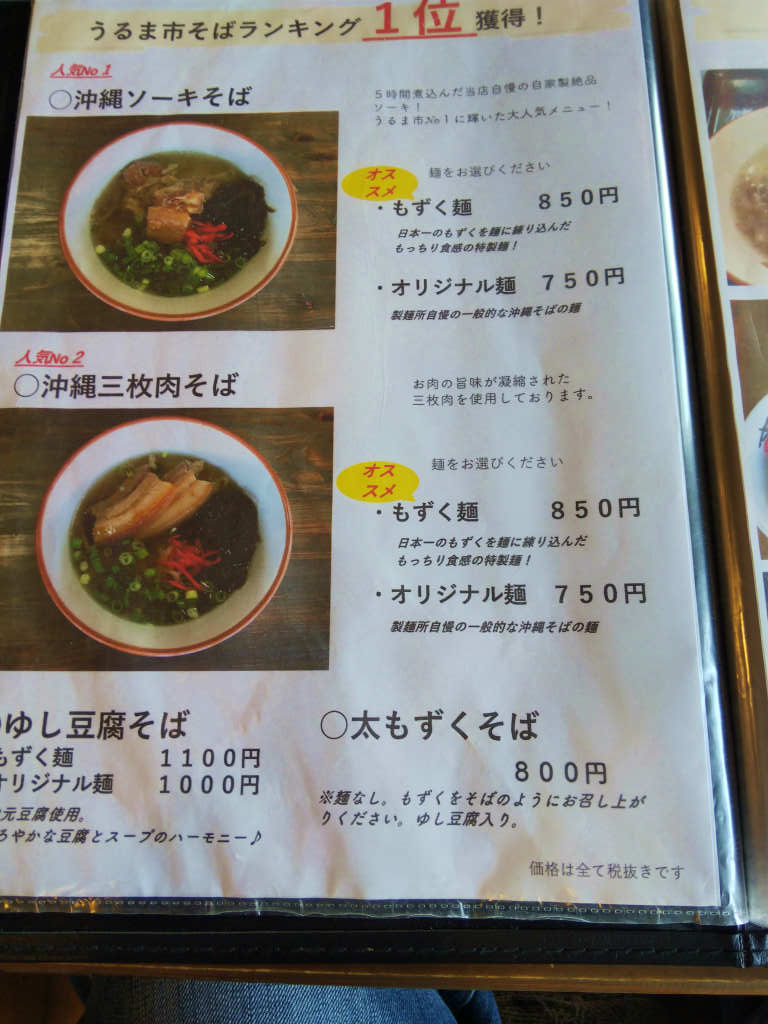 うるま市そばランキング１位獲得！
人気No１
○沖縄ソーキそば
５時間煮込んだ当店自慢の自家製絶品
ソーキ！
うるま市No１に輝いた大人気メニュー！
麺をお選びください
オス
スメ
・もずく麺 ８５０円
日本一のもずくを麺に練り込んだ
もっちり食感の特製麺！
・オリジナル麺 ７５０円
製麺所自慢の一般的な沖縄そばの麺
人気No２
○沖縄三枚肉そば
お肉の旨味が凝縮された
三枚肉を使用しております。
麺をお選びください
オス
スメ
・もずく麺 ８５０円
日本一のもずくを麺に練り込んだ
もっちり食感の特製麺！
・オリジナル麺 ７５０円
製麺所自慢の一般的な沖縄そばの麺
○ゆし豆腐そば
もずく麺 １１００円
オリジナル麺 １０００円
元豆腐使用。
ろやかな豆腐とスープのハーモニー♪
○太もずくそば
８００円
※麺なし。もずくをそばのようにお召し上が
りください。ゆし豆腐入り。
価格は全て税抜きです